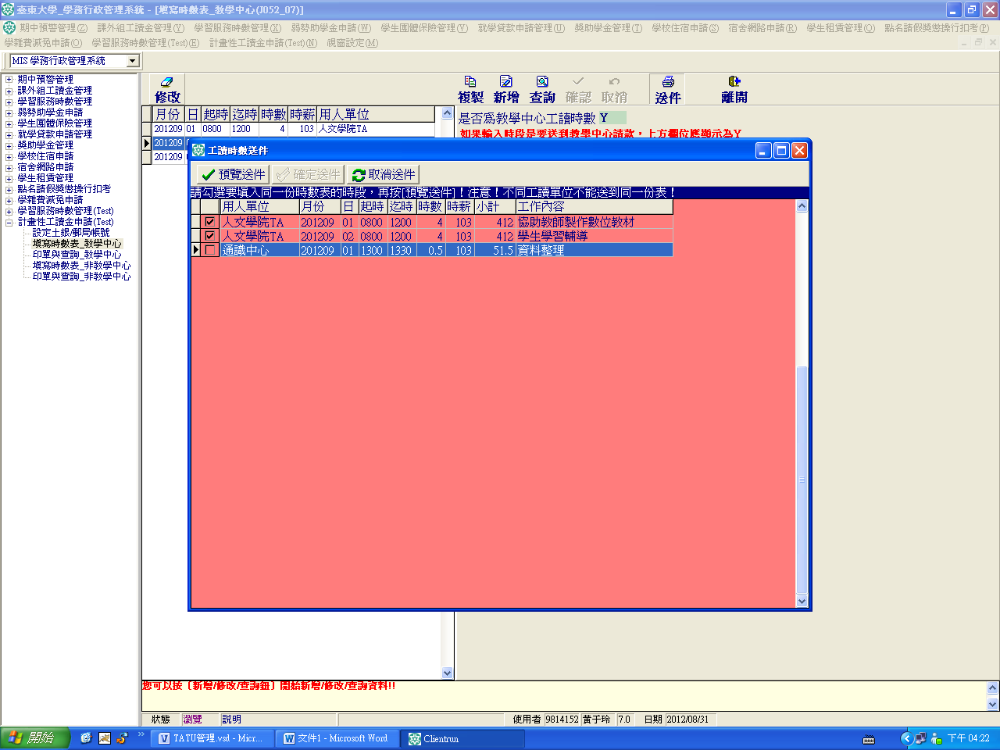 臺東大學_學務行政管理系統 - [填寫時數表_教學中心(J052_07)]
期中預警管理(Z) 課外組工讀金管理(Y) 學習服務時數管理(X) 弱勢助學金申請(W) 學生團體保險管理(V) 就學貸款申請管理(U) 獎助學金管理(T) 學校住宿申請(S) 宿舍網路申請(R) 學生租賃管理(Q) 點名請假獎懲操行扣考(P)
學雜費減免申請(O) 學習服務時數管理(Test)(E) 計畫性工讀金申請(Test)(N) 視窗設定(M)
MIS 學務行政管理系統
期中預警管理
課外組工讀金管理
學習服務時數管理
弱勢助學金申請
學生團體保險管理
就學貸款申請管理
獎助學金管理
學校住宿申請
宿舍網路申請
學生租賃管理
點名請假獎懲操行扣考
學雜費減免申請
學習服務時數管理(Test)
計畫性工讀金申請(Test)
設定土銀/郵局帳號
填寫時數表_教學中心
印單與查詢_教學中心
填寫時數表_非教學中心
印單與查詢_非教學中心
修改 複製 新增 查詢 確認 取消 送件 離開
月份 日 起時 迄時 時數 時薪 用人單位
201209 01 0800 1200 4 103 人文學院TA
201209
201209
是否為教學中心工讀時數 Y
如果輸入時段是要送到教學中心請款，上方欄位應顯示為Y
工讀時數送件
預覽送件 確定送件 取消送件
請勾選要填入同一份時數表的時段，再按[預覽送件]！注意！不同工讀單位不能送到同一份表！
用人單位 月份 日 起時 迄時 時數 時薪 小計 工作內容
人文學院TA 201209 01 0800 1200 4 103 412 協助教師製作數位教材
人文學院TA 201209 02 0800 1200 4 103 412 學生學習輔導
通識中心 201209 01 1300 1330 0.5 103 51.5 資料整理
您可以按〔新增/修改/查詢鈕〕開始新增/修改/查詢資料!!
狀態 瀏覽 說明 使用者 9814152 黃于玲 7.0 日期 2012/08/31
開始 TATU管理.vsd - Micr... 文件1 - Microsoft Word Clientrun 下午 04:22